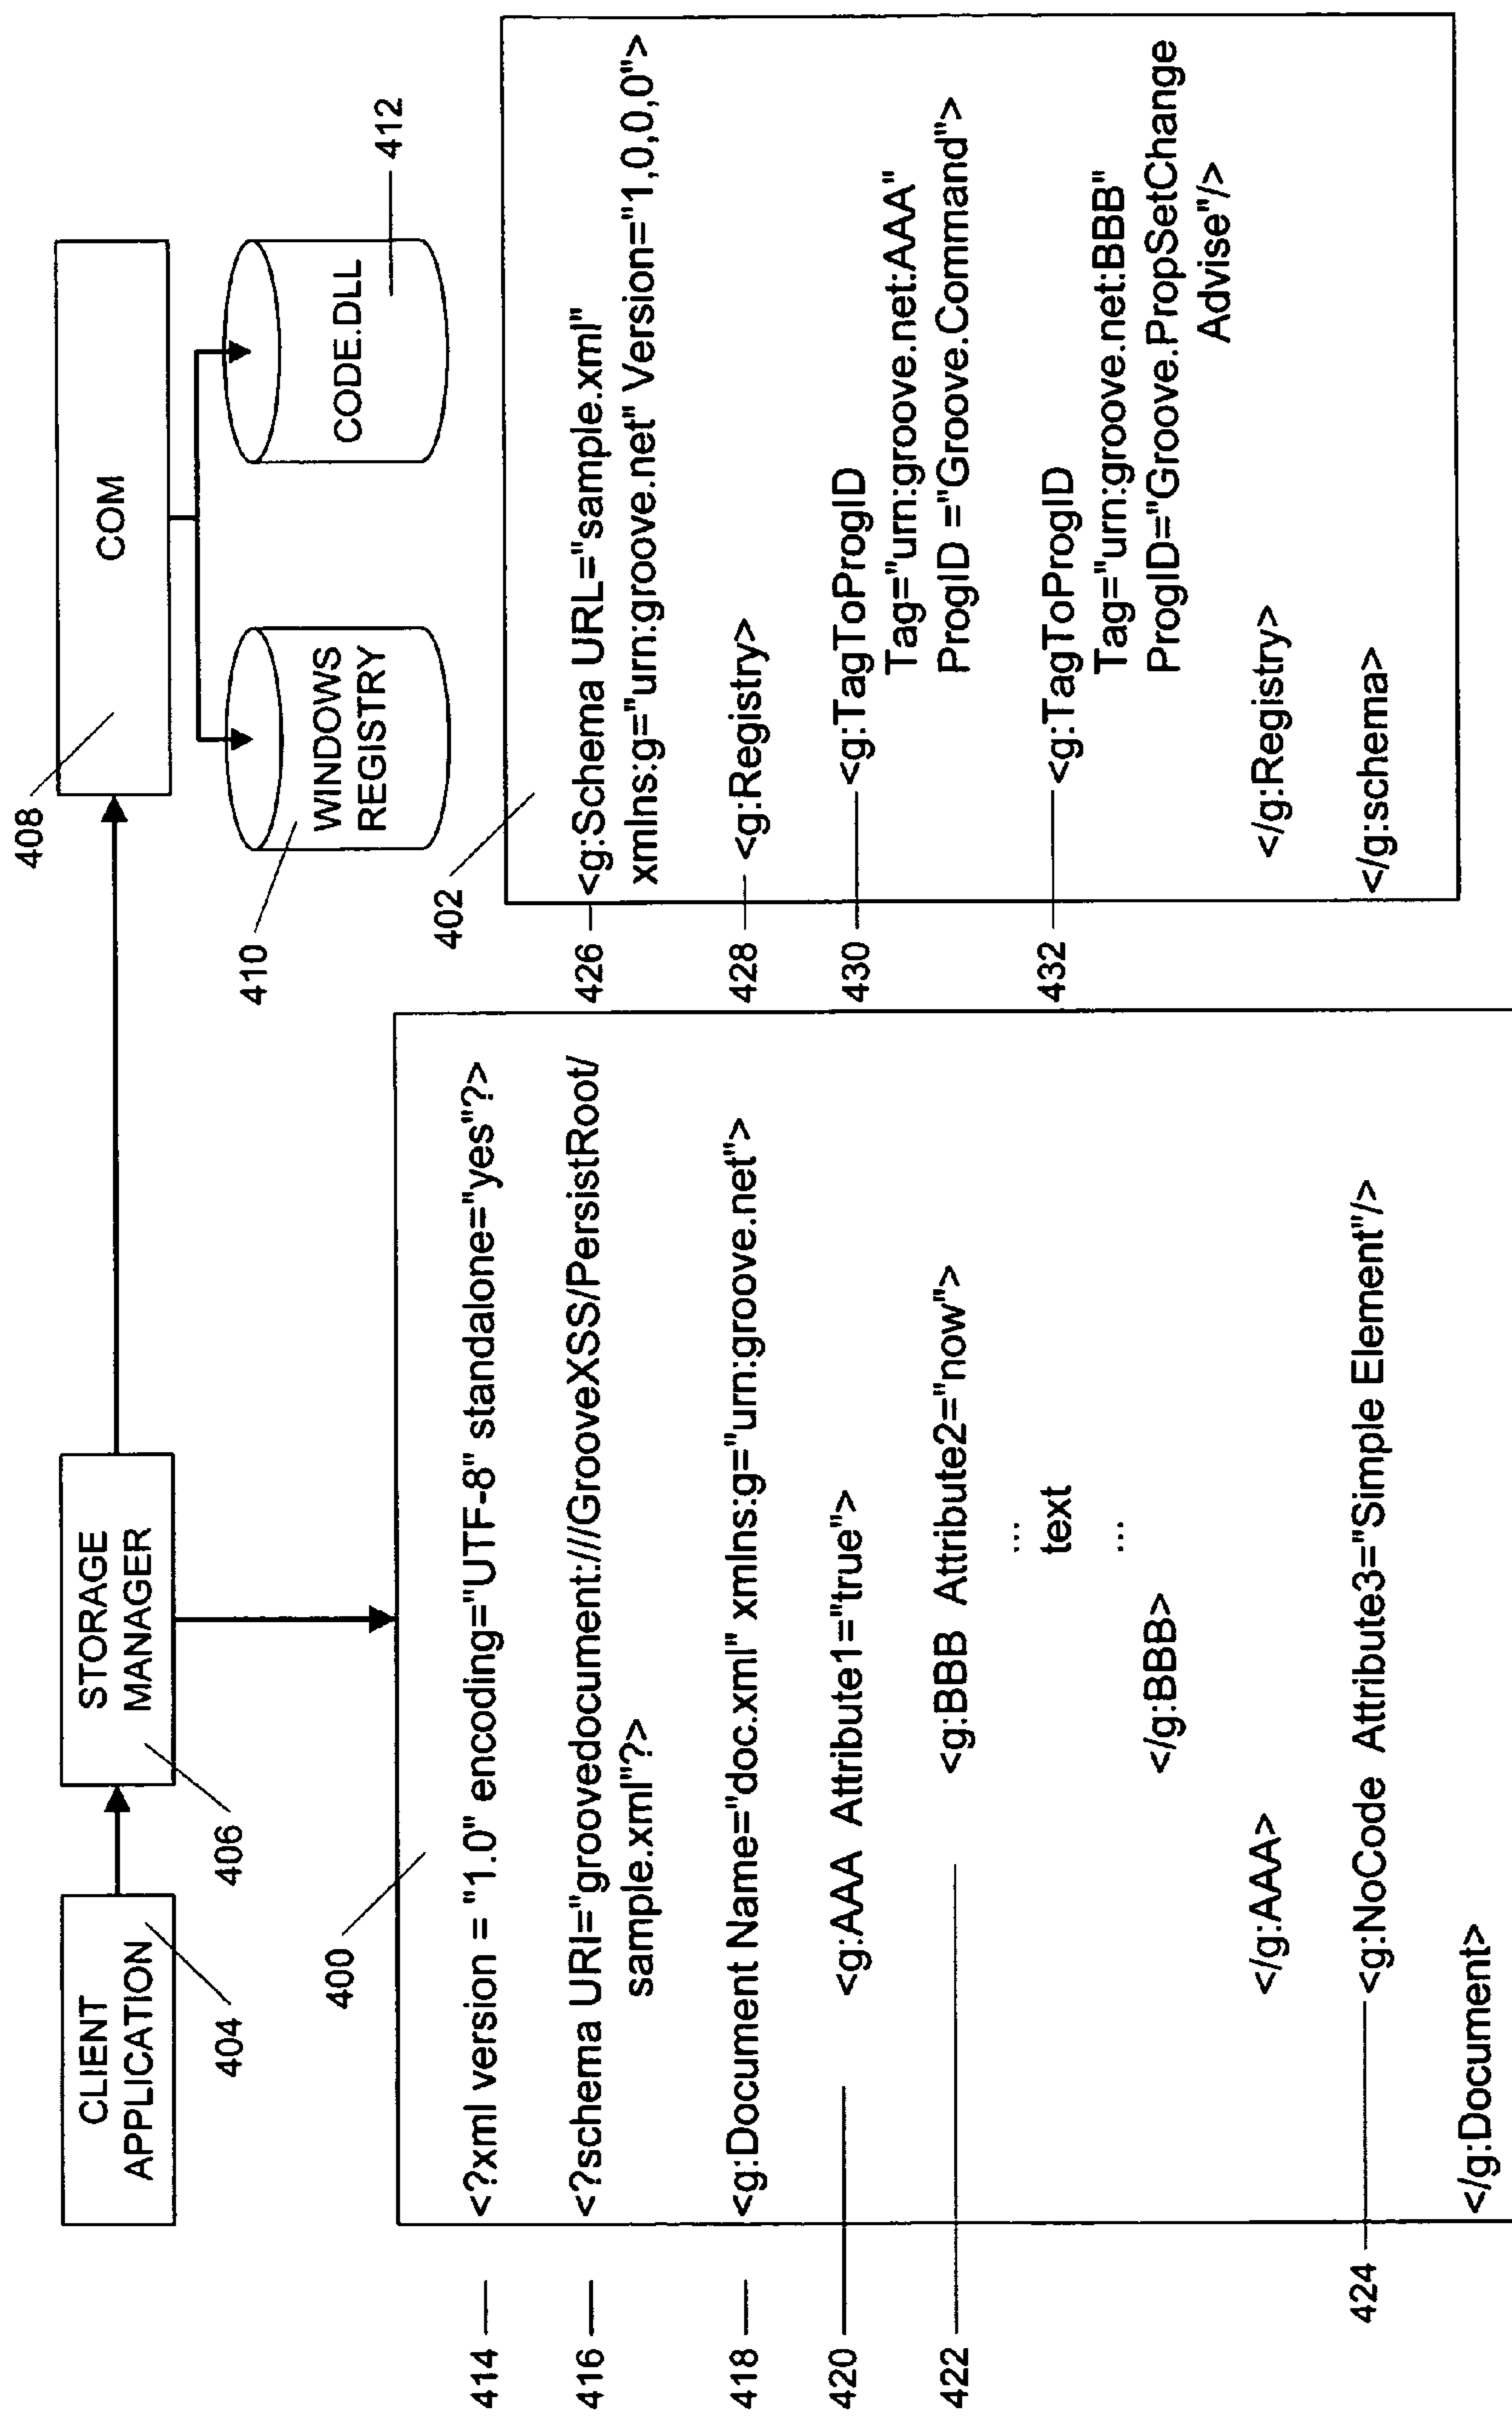 CLIENT
APPLICATION
404
STORAGE
MANAGER
406
COM
408
WINDOWS
REGISTRY
410
CODE.DLL
412
400
414
<?xml version = "1.0" encoding="UTF-8" standalone="yes"?>
416
<?schema URI="groovedocument:///GrooveXSS/PersistRoot/
sample.xml"?>
418
<g:Document Name="doc.xml" xmlns:g="urn:groove.net">
420
<g:AAA Attribute1="true">
422
<g:BBB Attribute2="now">
...
text
...
</g:BBB>
</g:AAA>
424
<g:NoCode Attribute3="Simple Element"/>
</g:Document>
402
426
<g:Schema URL="sample.xml"
xmlns:g="urn:groove.net" Version="1,0,0,0">
428
<g:Registry>
430
<g:TagToProgID
Tag="urn:groove.net:AAA"
ProgID ="Groove.Command">
432
<g:TagToProgID
Tag="urn:groove.net:BBB"
ProgID="Groove.PropSetChange
Advise"/>
</g:Registry>
</g:schema>